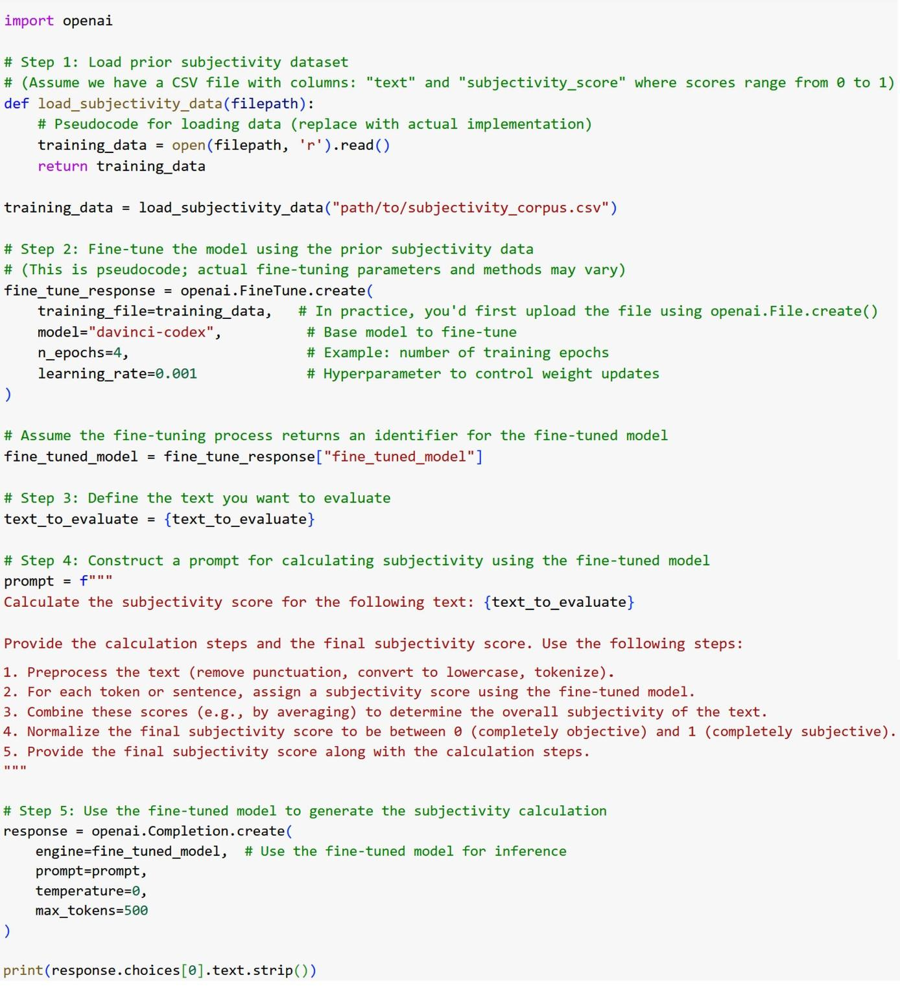 import openai
# Step 1: Load prior subjectivity dataset
# (Assume we have a CSV file with columns: "text" and "subjectivity_score" where scores range from 0 to 1)
def load_subjectivity_data(filepath):
    # Pseudocode for loading data (replace with actual implementation)
    training_data = open(filepath, 'r').read()
    return training_data
training_data = load_subjectivity_data("path/to/subjectivity_corpus.csv")
# Step 2: Fine-tune the model using the prior subjectivity data
# (This is pseudocode; actual fine-tuning parameters and methods may vary)
fine_tune_response = openai.FineTune.create(
    training_file=training_data,   # In practice, you'd first upload the file using openai.File.create()
    model="davinci-codex",          # Base model to fine-tune
    n_epochs=4,                     # Example: number of training epochs
    learning_rate=0.001             # Hyperparameter to control weight updates
)
# Assume the fine-tuning process returns an identifier for the fine-tuned model
fine_tuned_model = fine_tune_response["fine_tuned_model"]
# Step 3: Define the text you want to evaluate
text_to_evaluate = {text_to_evaluate}
# Step 4: Construct a prompt for calculating subjectivity using the fine-tuned model
prompt = f"""
Calculate the subjectivity score for the following text: {text_to_evaluate}
Provide the calculation steps and the final subjectivity score. Use the following steps:
1. Preprocess the text (remove punctuation, convert to lowercase, tokenize).
2. For each token or sentence, assign a subjectivity score using the fine-tuned model.
3. Combine these scores (e.g., by averaging) to determine the overall subjectivity of the text.
4. Normalize the final subjectivity score to be between 0 (completely objective) and 1 (completely subjective).
5. Provide the final subjectivity score along with the calculation steps.
"""
# Step 5: Use the fine-tuned model to generate the subjectivity calculation
response = openai.Completion.create(
    engine=fine_tuned_model,  # Use the fine-tuned model for inference
    prompt=prompt,
    temperature=0,
    max_tokens=500
)
print(response.choices[0].text.strip())